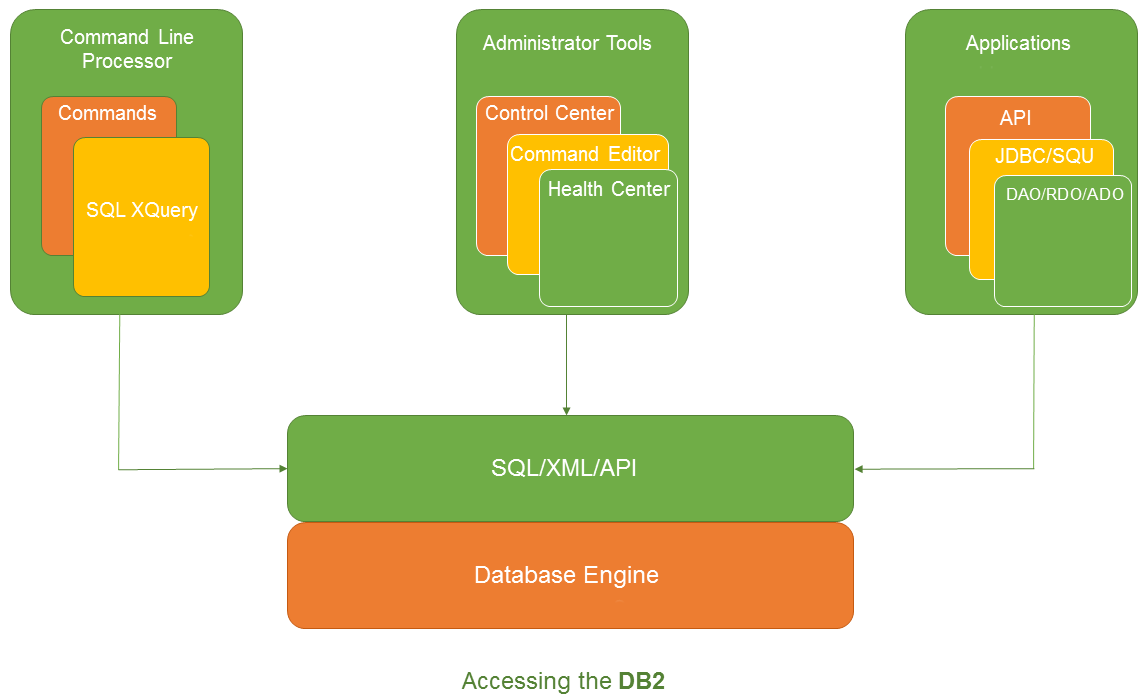 Command Line
Processor
Commands
SQL XQuery
Administrator Tools
Control Center
Command Editor
Health Center
Applications
API
JDBC/SQU
DAO/RDO/ADO
SQL/XML/API
Database Engine
Accessing the DB2